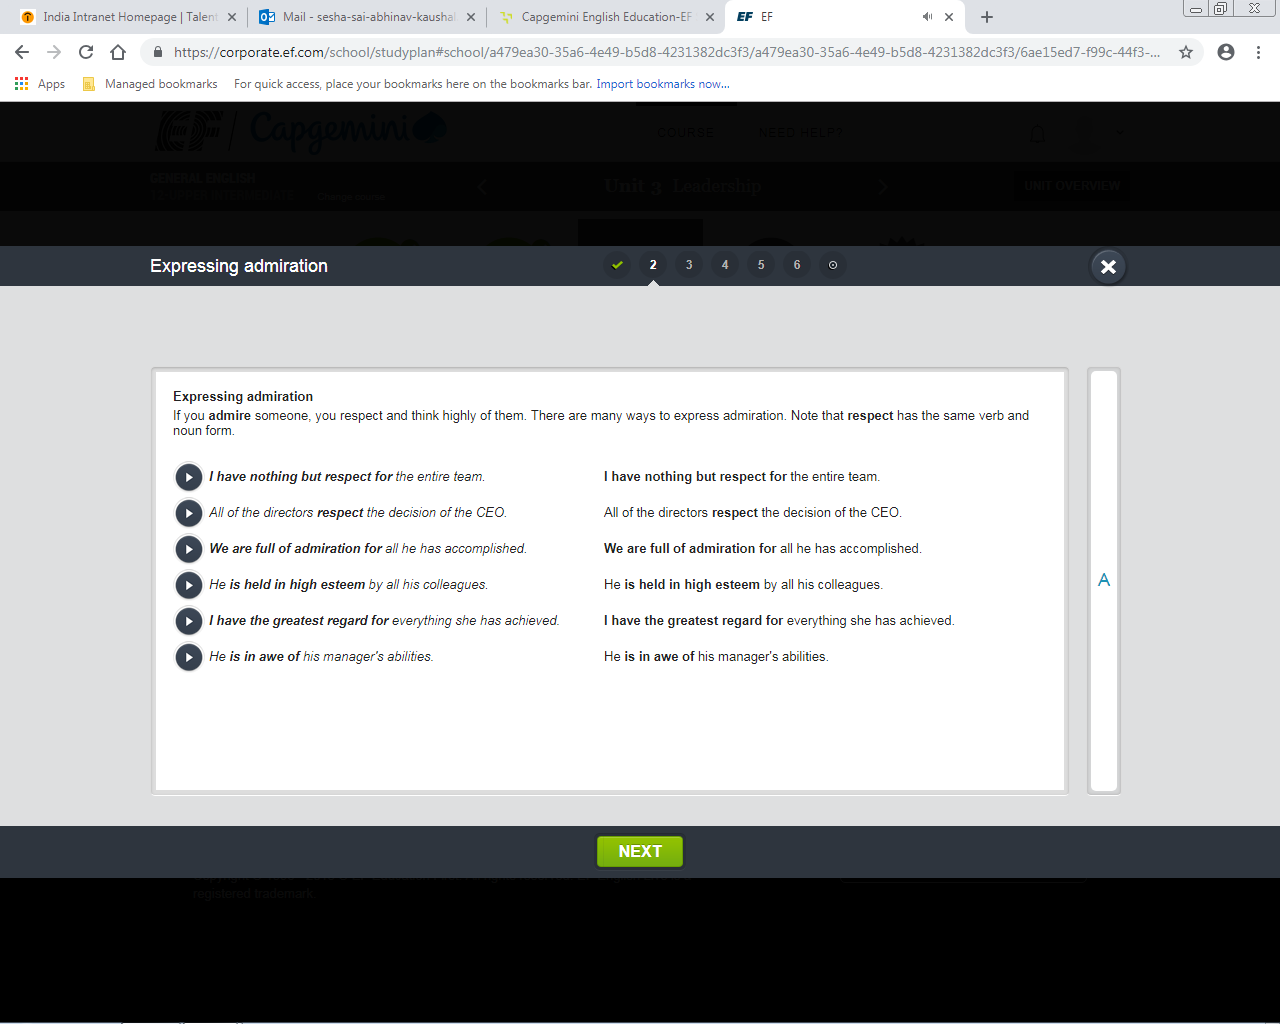 India Intranet Homepage | Talent
Mail - sesha-sai-abhinav-kaushal
Capgemini English Education-EF
EF EF
https://corporate.ef.com/school/studyplan#school/a479ea30-35a6-4e49-b5d8-4231382dc3f3/a479ea30-35a6-4e49-b5d8-4231382dc3f3/6ae15ed7-f99c-44f3-...
Apps Managed bookmarks For quick access, place your bookmarks here on the bookmarks bar. Import bookmarks now...
EF Capgemini COURSE NEED HELP?
GENERAL ENGLISH
Change course
Unit 3 Leadership
UNIT OVERVIEW
Expressing admiration 2 3 4 5 6
Expressing admiration
If you admire someone, you respect and think highly of them. There are many ways to express admiration. Note that respect has the same verb and
noun form.
I have nothing but respect for the entire team. I have nothing but respect for the entire team.
All of the directors respect the decision of the CEO. All of the directors respect the decision of the CEO.
We are full of admiration for all he has accomplished. We are full of admiration for all he has accomplished.
He is held in high esteem by all his colleagues. He is held in high esteem by all his colleagues.
I have the greatest regard for everything she has achieved. I have the greatest regard for everything she has achieved.
He is in awe of his manager's abilities. He is in awe of his manager's abilities.
A
NEXT
registered trademark